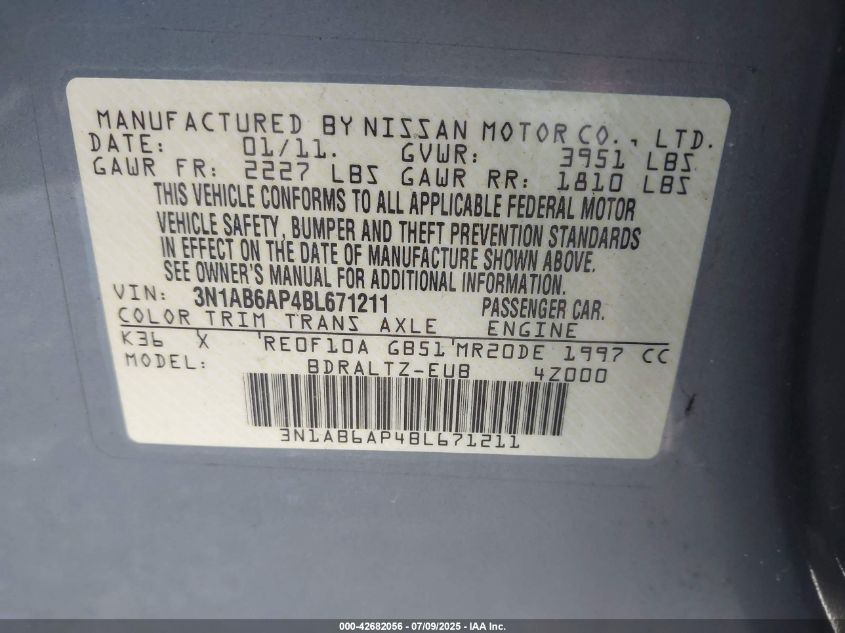 MANUFACTURED BY NISSAN MOTOR CO., LTD.
DATE: 01/11. GVWR: 3951 LBS
GAWR FR: 2227 LBS GAWR RR: 1810 LBS
THIS VEHICLE CONFORMS TO ALL APPLICABLE FEDERAL MOTOR
VEHICLE SAFETY, BUMPER AND THEFT PREVENTION STANDARDS
IN EFFECT ON THE DATE OF MANUFACTURE SHOWN ABOVE.
SEE OWNER'S MANUAL FOR ADDITIONAL INFORMATION.
VIN: 3N1AB6AP4BL671211 PASSENGER CAR.
COLOR TRIM TRANS AXLE ENGINE
K36 X RE0F10A GB51 MR20DE 1997 CC
MODEL: BDRALTZ-EUB 4Z000
3N1AB6AP4BL671211
000-42682056 / 07/09/2025 - IAA Inc.